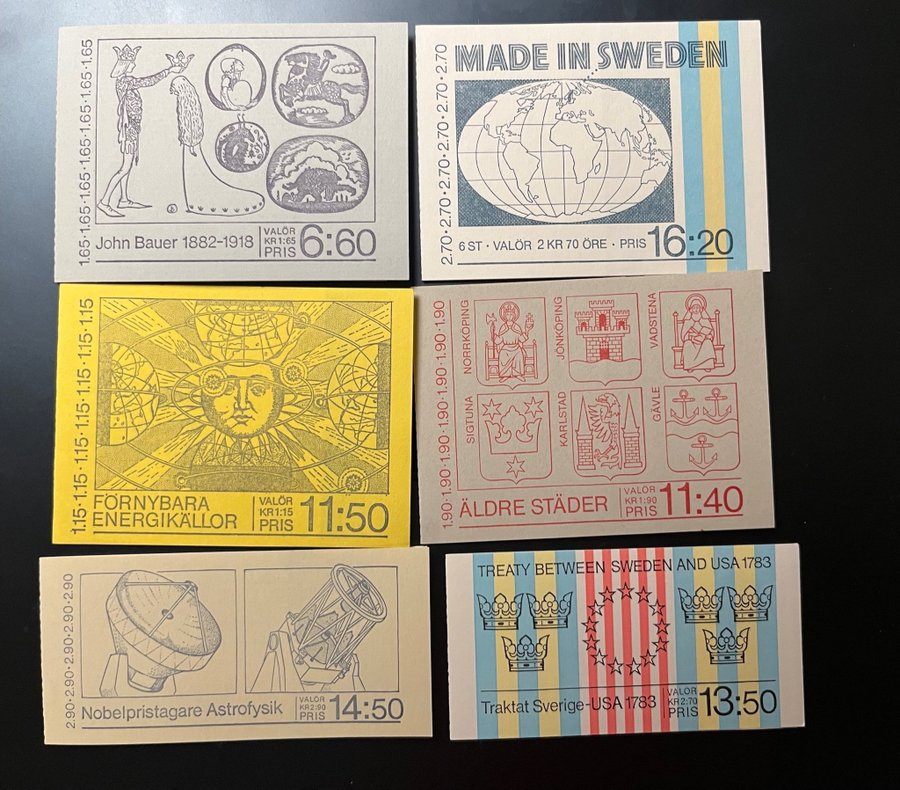 1.65·1.65·1.65·1.65·1.65·1.65
John Bauer 1882-1918
VALÖR
KR 1:65
PRIS
6:60
2.70·2.70·2.70·2.70·2.70·2.70
MADE IN SWEDEN
6 ST · VALÖR 2 KR 70 ÖRE · PRIS 16:20
1.15·1.15·1.15·1.15·1.15·1.15
FÖRNYBARA
ENERGIKÄLLOR
VALÖR
KR 1:15
PRIS
11:50
1.90·1.90·1.90·1.90·1.90·1.90
NORRKÖPING
JÖNKÖPING
VADSTENA
SIGTUNA
KARLSTAD
GÄVLE
ÄLDRE STÄDER
VALÖR
KR 1:90
PRIS
11:40
2.90·2.90·2.90·2.90·2.90
Nobelpristagare Astrofysik
VALÖR
KR 2:90
PRIS
14:50
TREATY BETWEEN SWEDEN AND USA 1783
Traktat Sverige-USA 1783
VALÖR
KR 2:70
PRIS
13:50